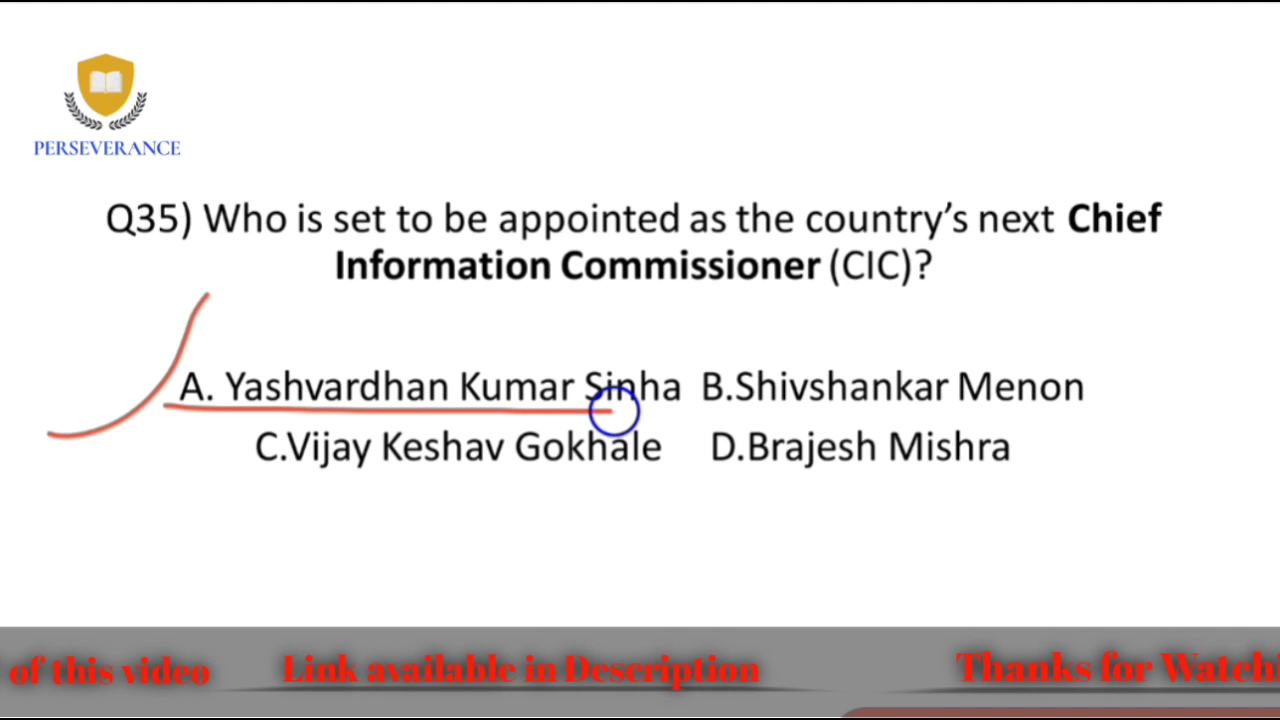 PERSEVERANCE
Q35) Who is set to be appointed as the country’s next Chief
Information Commissioner (CIC)?
A. Yashvardhan Kumar Sinha B.Shivshankar Menon
C.Vijay Keshav Gokhale D.Brajesh Mishra
of this video Link available in Description Thanks for Watchi